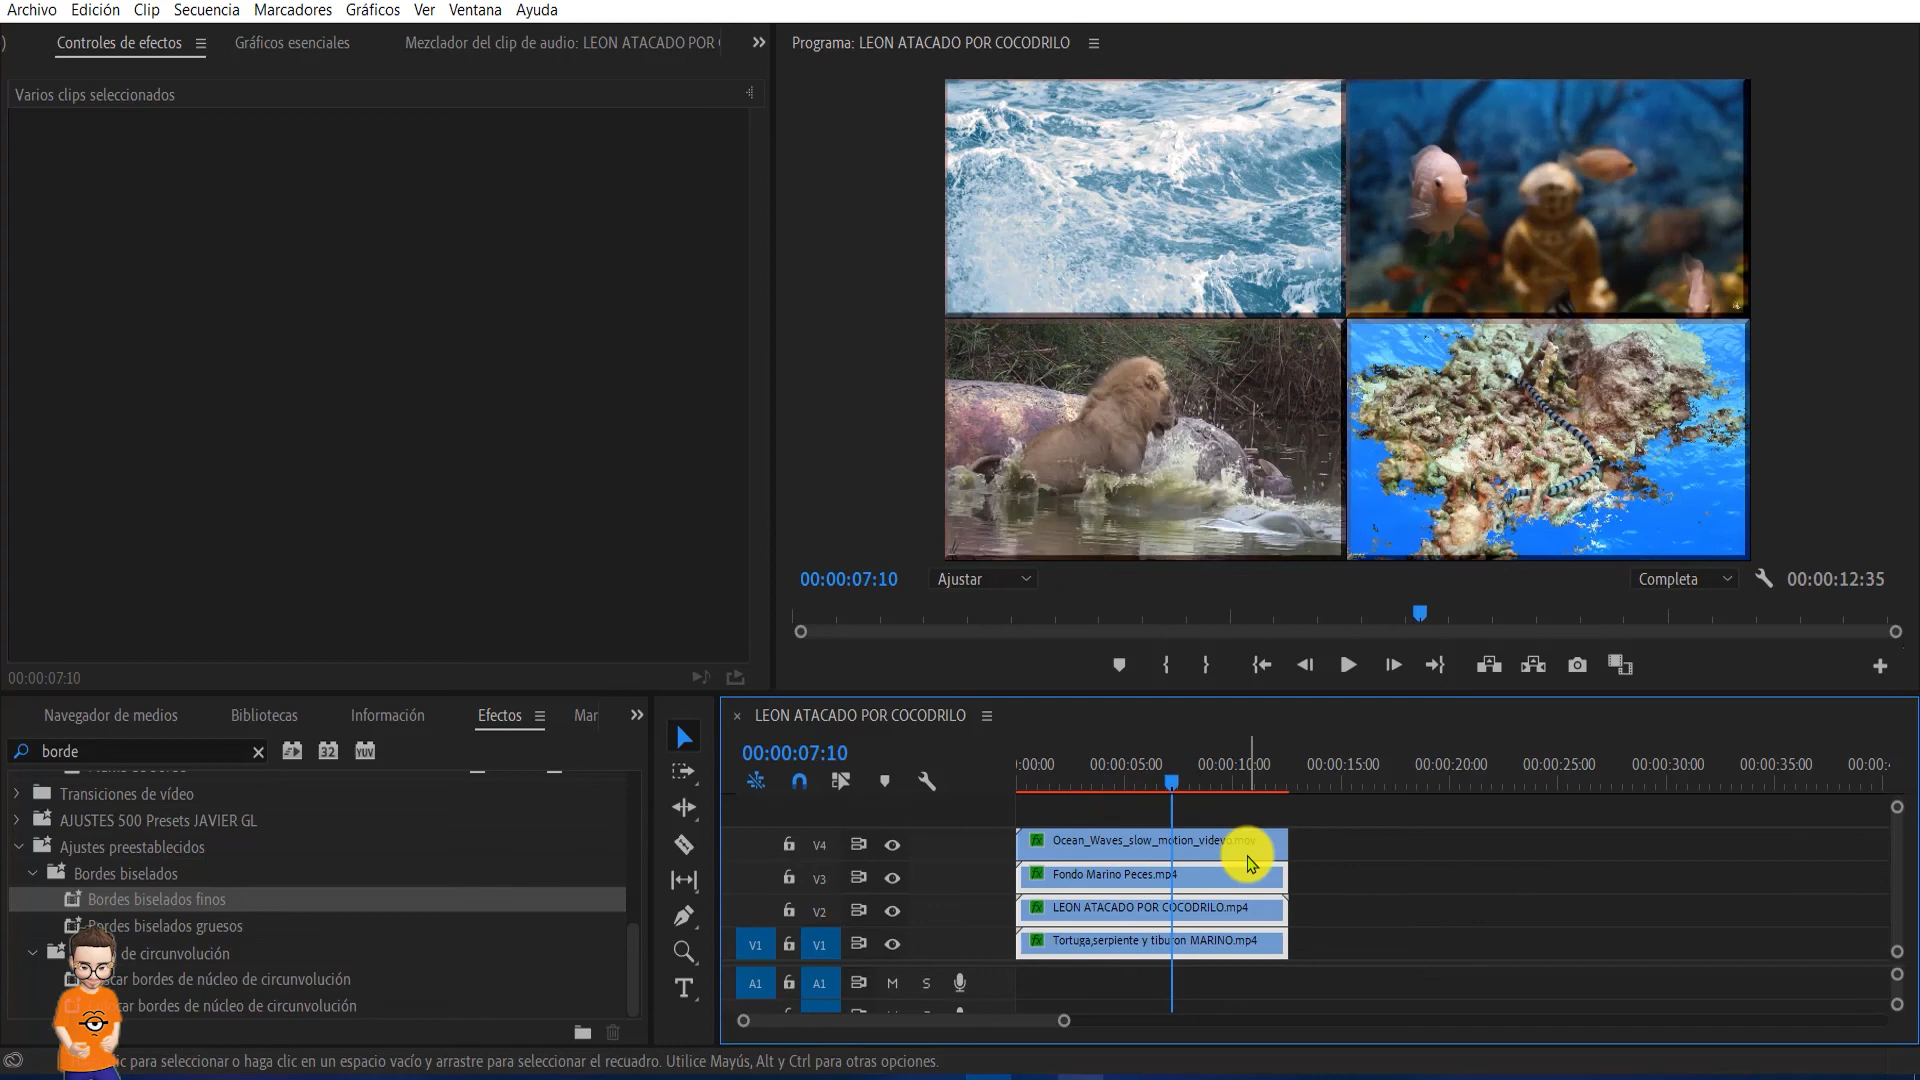 Archivo Edición Clip Secuencia Marcadores Gráficos Ver Ventana Ayuda
Controles de efectos Gráficos esenciales Mezclador del clip de audio: LEON ATACADO POR
Programa: LEON ATACADO POR COCODRILO
Varios clips seleccionados
00:00:07:10 Ajustar Completa 00:00:12:35
00:00:07:10
Navegador de medios Bibliotecas Información Efectos Mar
borde
32 YUV
Transiciones de vídeo
AJUSTES 500 Presets JAVIER GL
Ajustes preestablecidos
Bordes biselados
Bordes biselados finos
Bordes biselados gruesos
de circunvolución
car bordes de núcleo de circunvolución
car bordes de núcleo de circunvolución
T
LEON ATACADO POR COCODRILO
00:00:07:10
:00:00 00:00:05:00 00:00:10:00 00:00:15:00 00:00:20:00 00:00:25:00 00:00:30:00 00:00:35:00 00:00:4
V4 Ocean_Waves_slow_motion_videvo.mov
V3 Fondo Marino Peces.mp4
V2 LEON ATACADO POR COCODRILO.mp4
V1 V1 Tortuga,serpiente y tiburon MARINO.mp4
A1 A1 M S
ic para seleccionar o haga clic en un espacio vacío y arrastre para seleccionar el recuadro. Utilice Mayús, Alt y Ctrl para otras opciones.